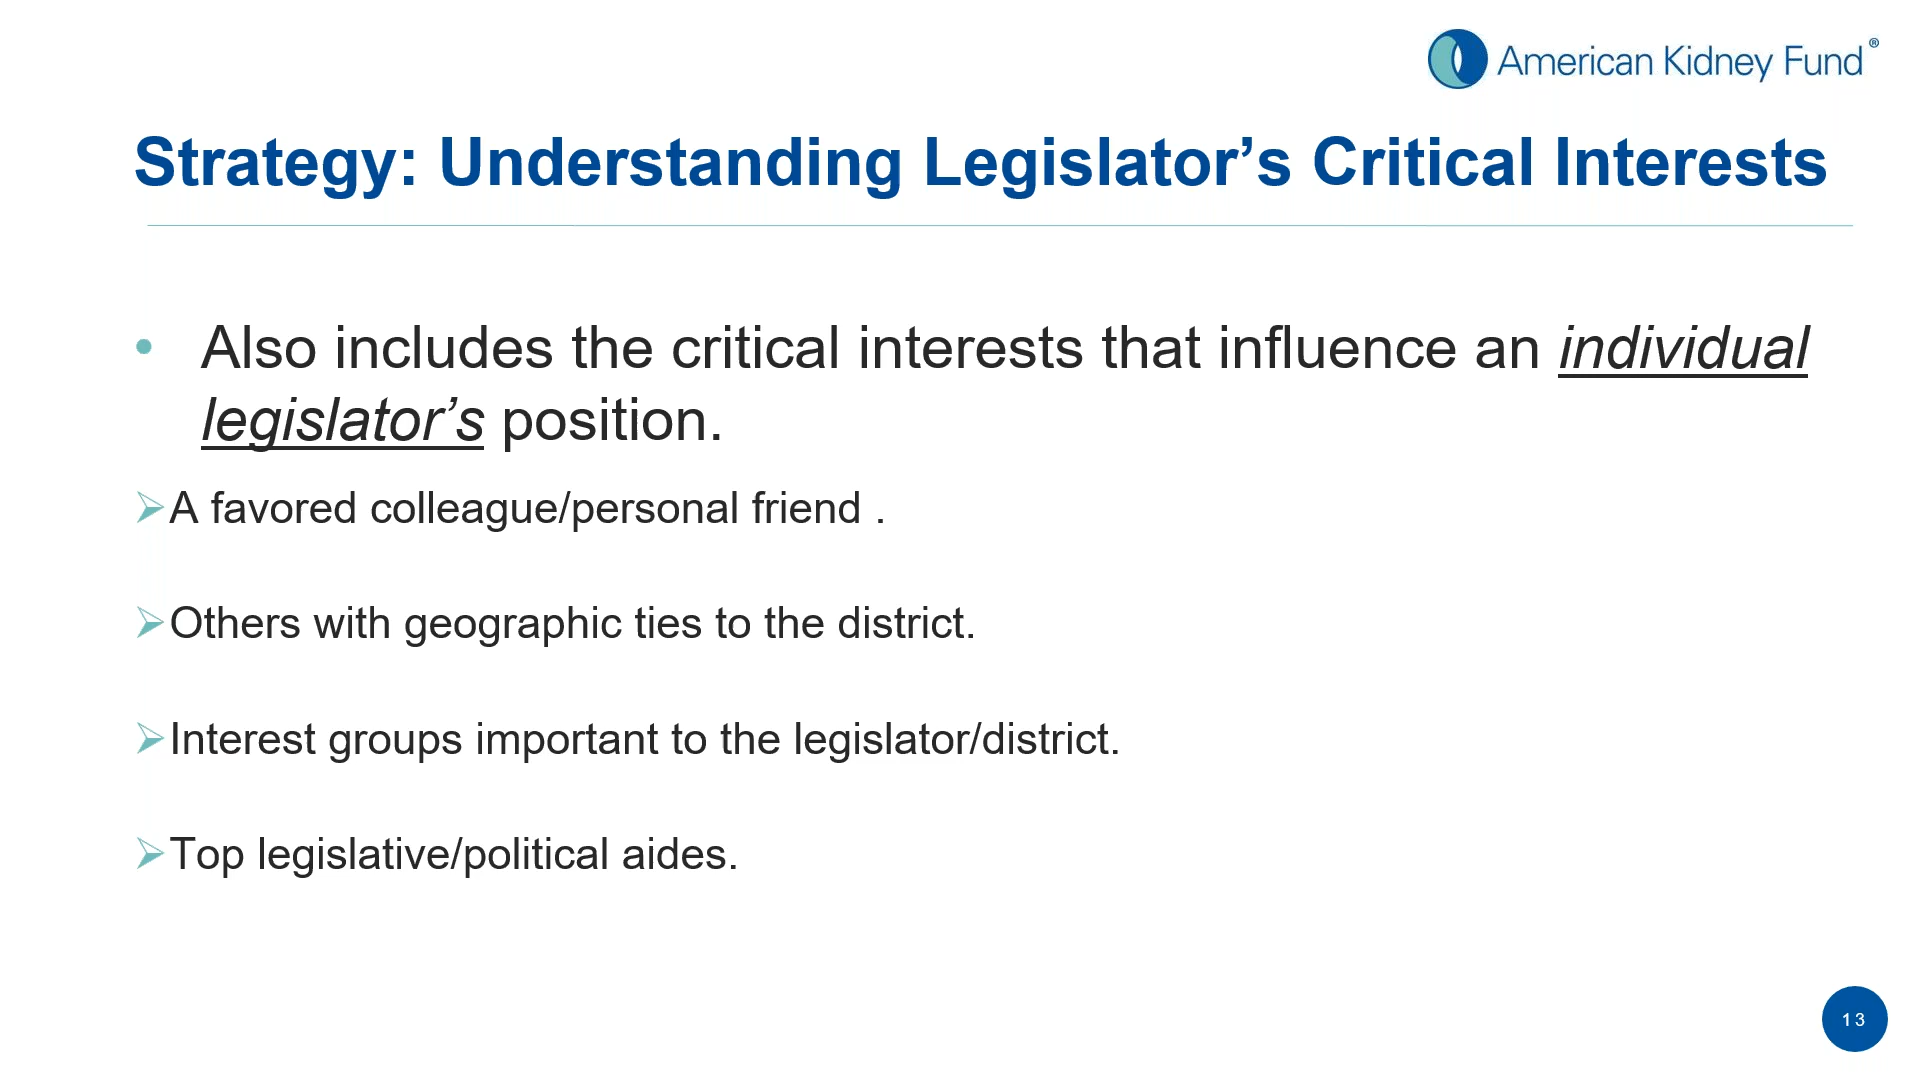 American Kidney Fund®
Strategy: Understanding Legislator’s Critical Interests
• Also includes the critical interests that influence an individual
legislator’s position.
➢A favored colleague/personal friend .
➢Others with geographic ties to the district.
➢Interest groups important to the legislator/district.
➢Top legislative/political aides.
13